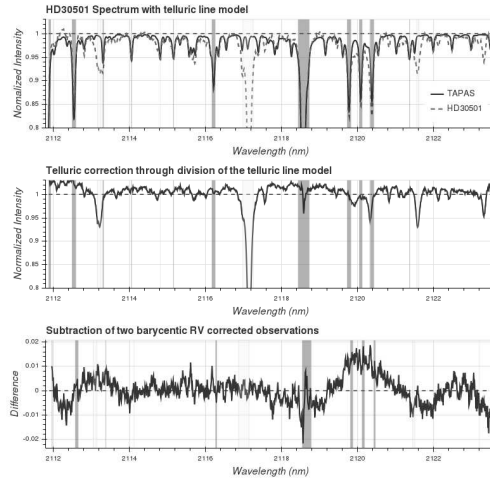 HD30501 Spectrum with telluric line model
Normalized Intensity
1
0.95
0.9
0.85
0.8
TAPAS
HD30501
2112 2114 2116 2118 2120 2122
Wavelength (nm)
Telluric correction through division of the telluric line model
Normalized Intensity
1
0.95
0.9
0.85
0.8
2112 2114 2116 2118 2120 2122
Wavelength (nm)
Subtraction of two barycentic RV corrected observations
Difference
0.02
0.01
0
-0.01
-0.02
2112 2114 2116 2118 2120 2122
Wavelength (nm)